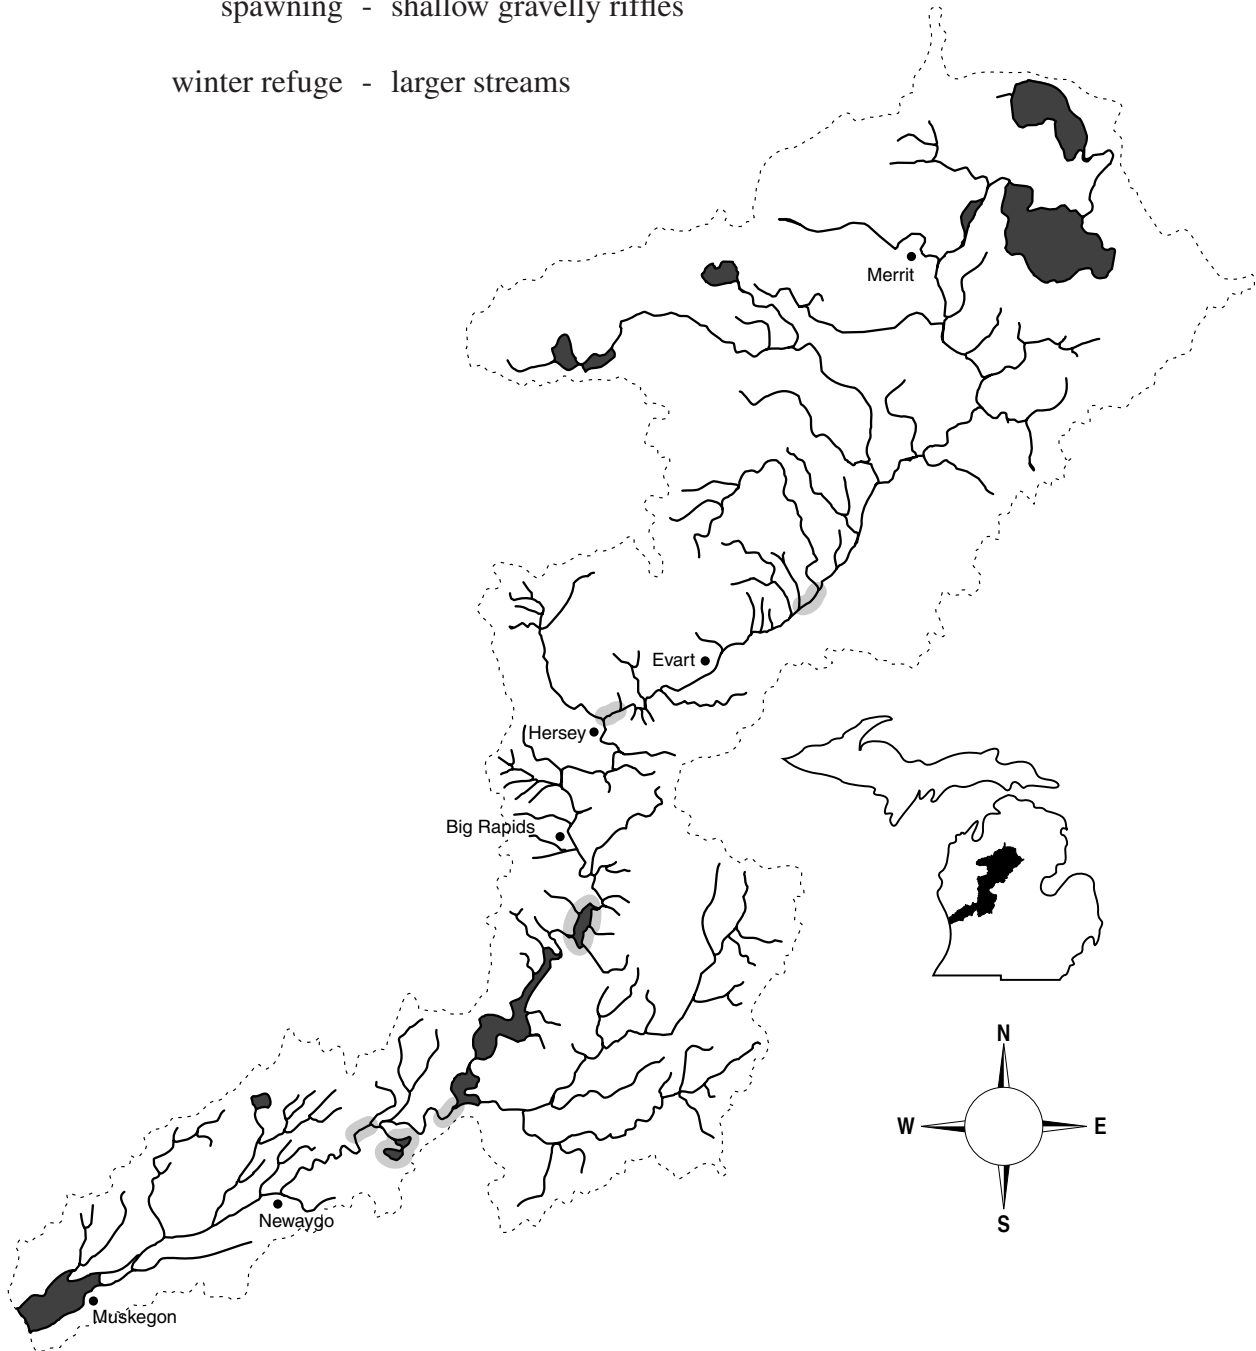 spawning - shallow gravelly riffles
winter refuge - larger streams
Merrit
Evart
Hersey
Big Rapids
N
W E
S
Newaygo
Muskegon